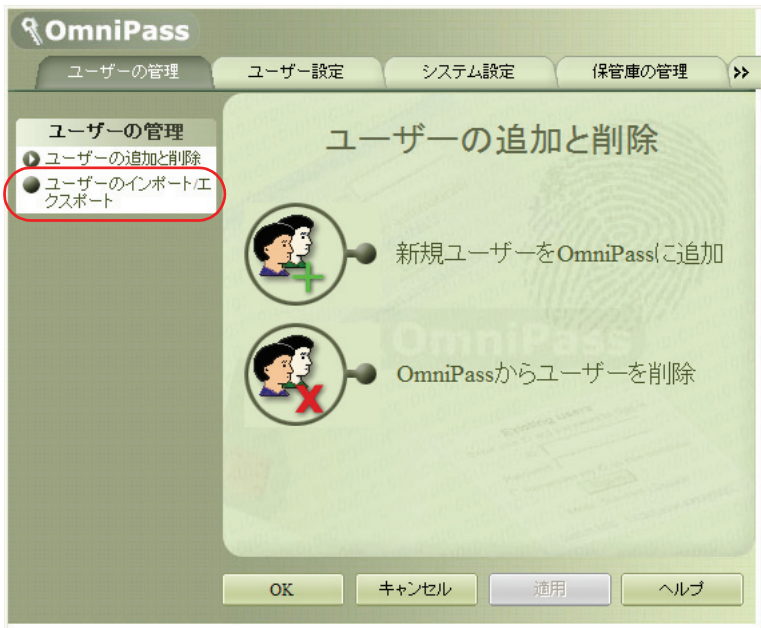 OmniPass
ユーザーの管理
ユーザー設定
システム設定
保管庫の管理
ユーザーの管理
ユーザーの追加と削除
ユーザーのインポート/エ
クスポート
ユーザーの追加と削除
新規ユーザーをOmniPassに追加
OmniPass
OmniPassからユーザーを削除
Existing users
OK
キャンセル
適用
ヘルプ